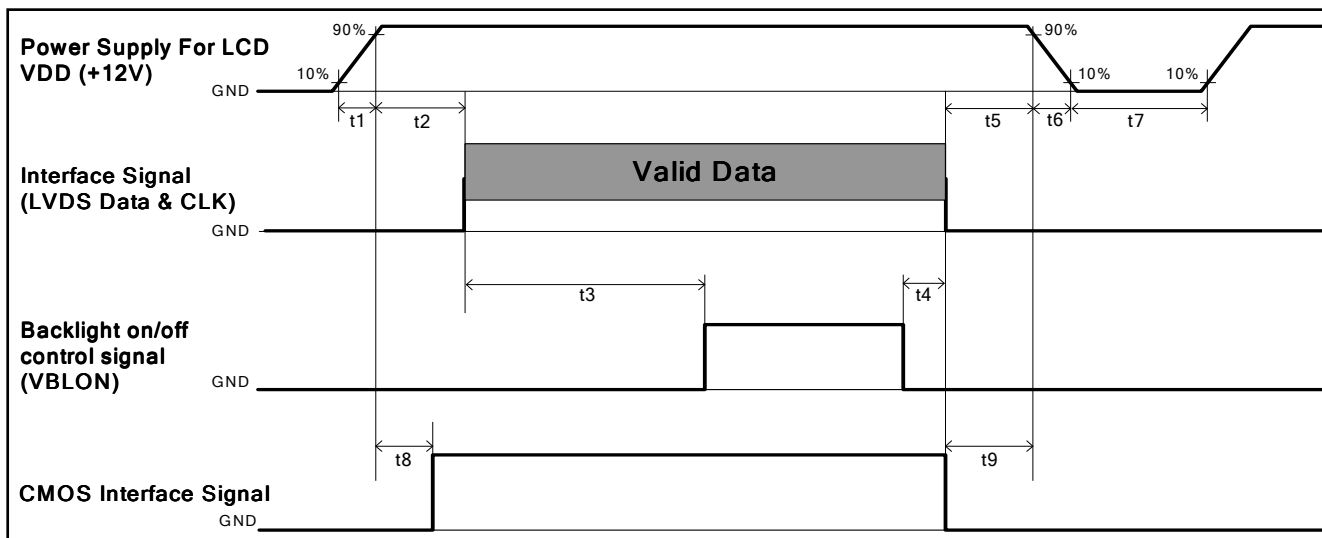 Power Supply For LCD
VDD (+12V)
90%
10%
GND
90%
10%
10%
t1
t2
t5
t6
t7
Interface Signal
(LVDS Data & CLK)
Valid Data
GND
t3
t4
Backlight on/off
control signal
(VBLON)
GND
t8
t9
CMOS Interface Signal
GND